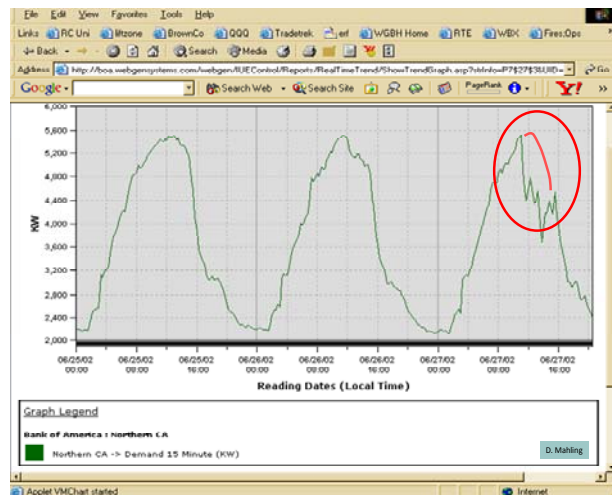 File Edit View Favorites Tools Help
Links RC Uni liftzone BrownCo QQQ Tradetrek erf WGBH Home RTE WBX Fires.Ops »
Back Search Media
Address http://boa.webgensystems.com/webgen/IUEControl/Reports/RealTimeTrend/ShowTrendGraph.asp? Go
Google Search Web Search Site PageRank Y! »
6,000
5,400
4,800
4,200
3,600
3,200
2,800
2,400
2,000
KW
06/25/02 06/25/02 06/25/02 06/26/02 06/26/02 06/26/02 06/27/02 06/27/02 06/27/02
00:00 08:00 16:00 00:00 08:00 16:00 00:00 08:00 16:00
Reading Dates (Local Time)
Graph Legend
Bank of America : Northern CA
Northern CA -> Demand 15 Minute (KW)
D. Mahling
Applet VMChart started Internet